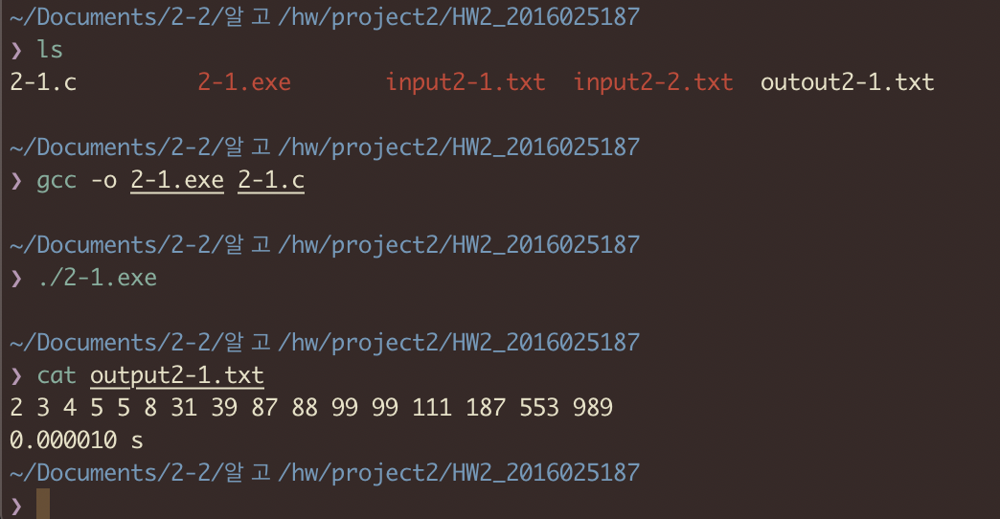 ~/Documents/2-2/알고/hw/project2/HW2_2016025187
❯ ls
2-1.c 2-1.exe input2-1.txt input2-2.txt outout2-1.txt
~/Documents/2-2/알고/hw/project2/HW2_2016025187
❯ gcc -o 2-1.exe 2-1.c
~/Documents/2-2/알고/hw/project2/HW2_2016025187
❯ ./2-1.exe
~/Documents/2-2/알고/hw/project2/HW2_2016025187
❯ cat output2-1.txt
2 3 4 5 5 8 31 39 87 88 99 99 111 187 553 989
0.000010 s
~/Documents/2-2/알고/hw/project2/HW2_2016025187
❯